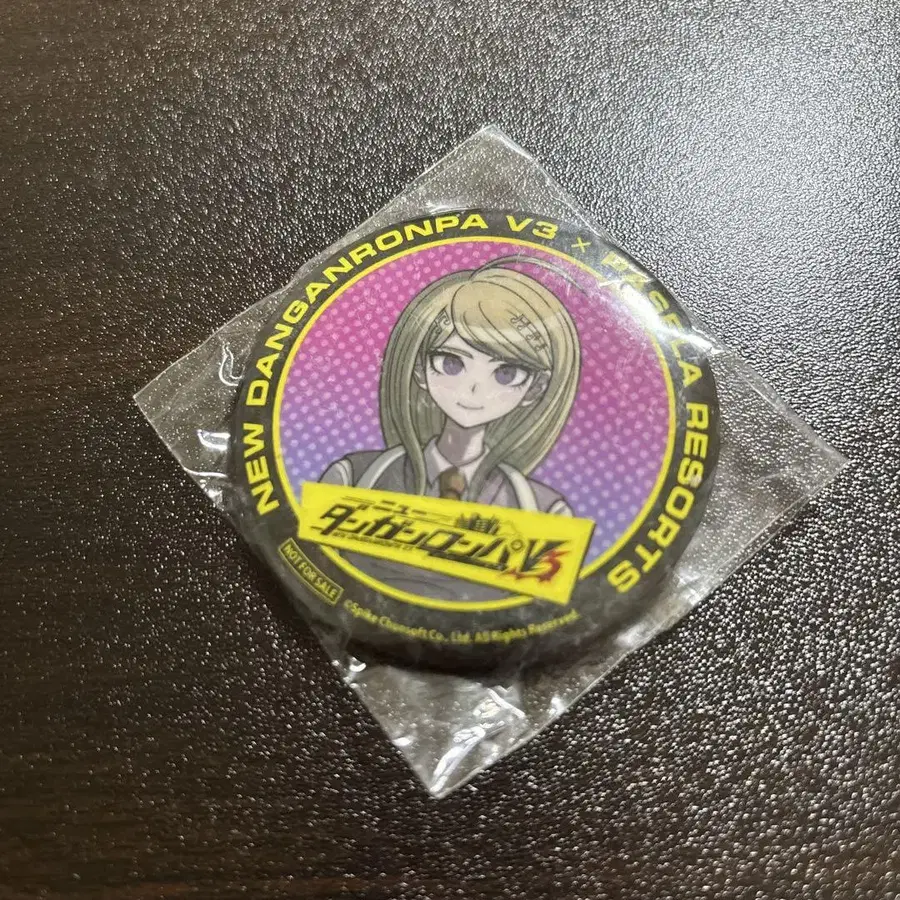 NEW DANGANRONPA V3 × PASELA RESORTS
ニュー
ダンガンロンパV3
NOT FOR SALE
©Spike Chunsoft Co., Ltd. All Rights Reserved.